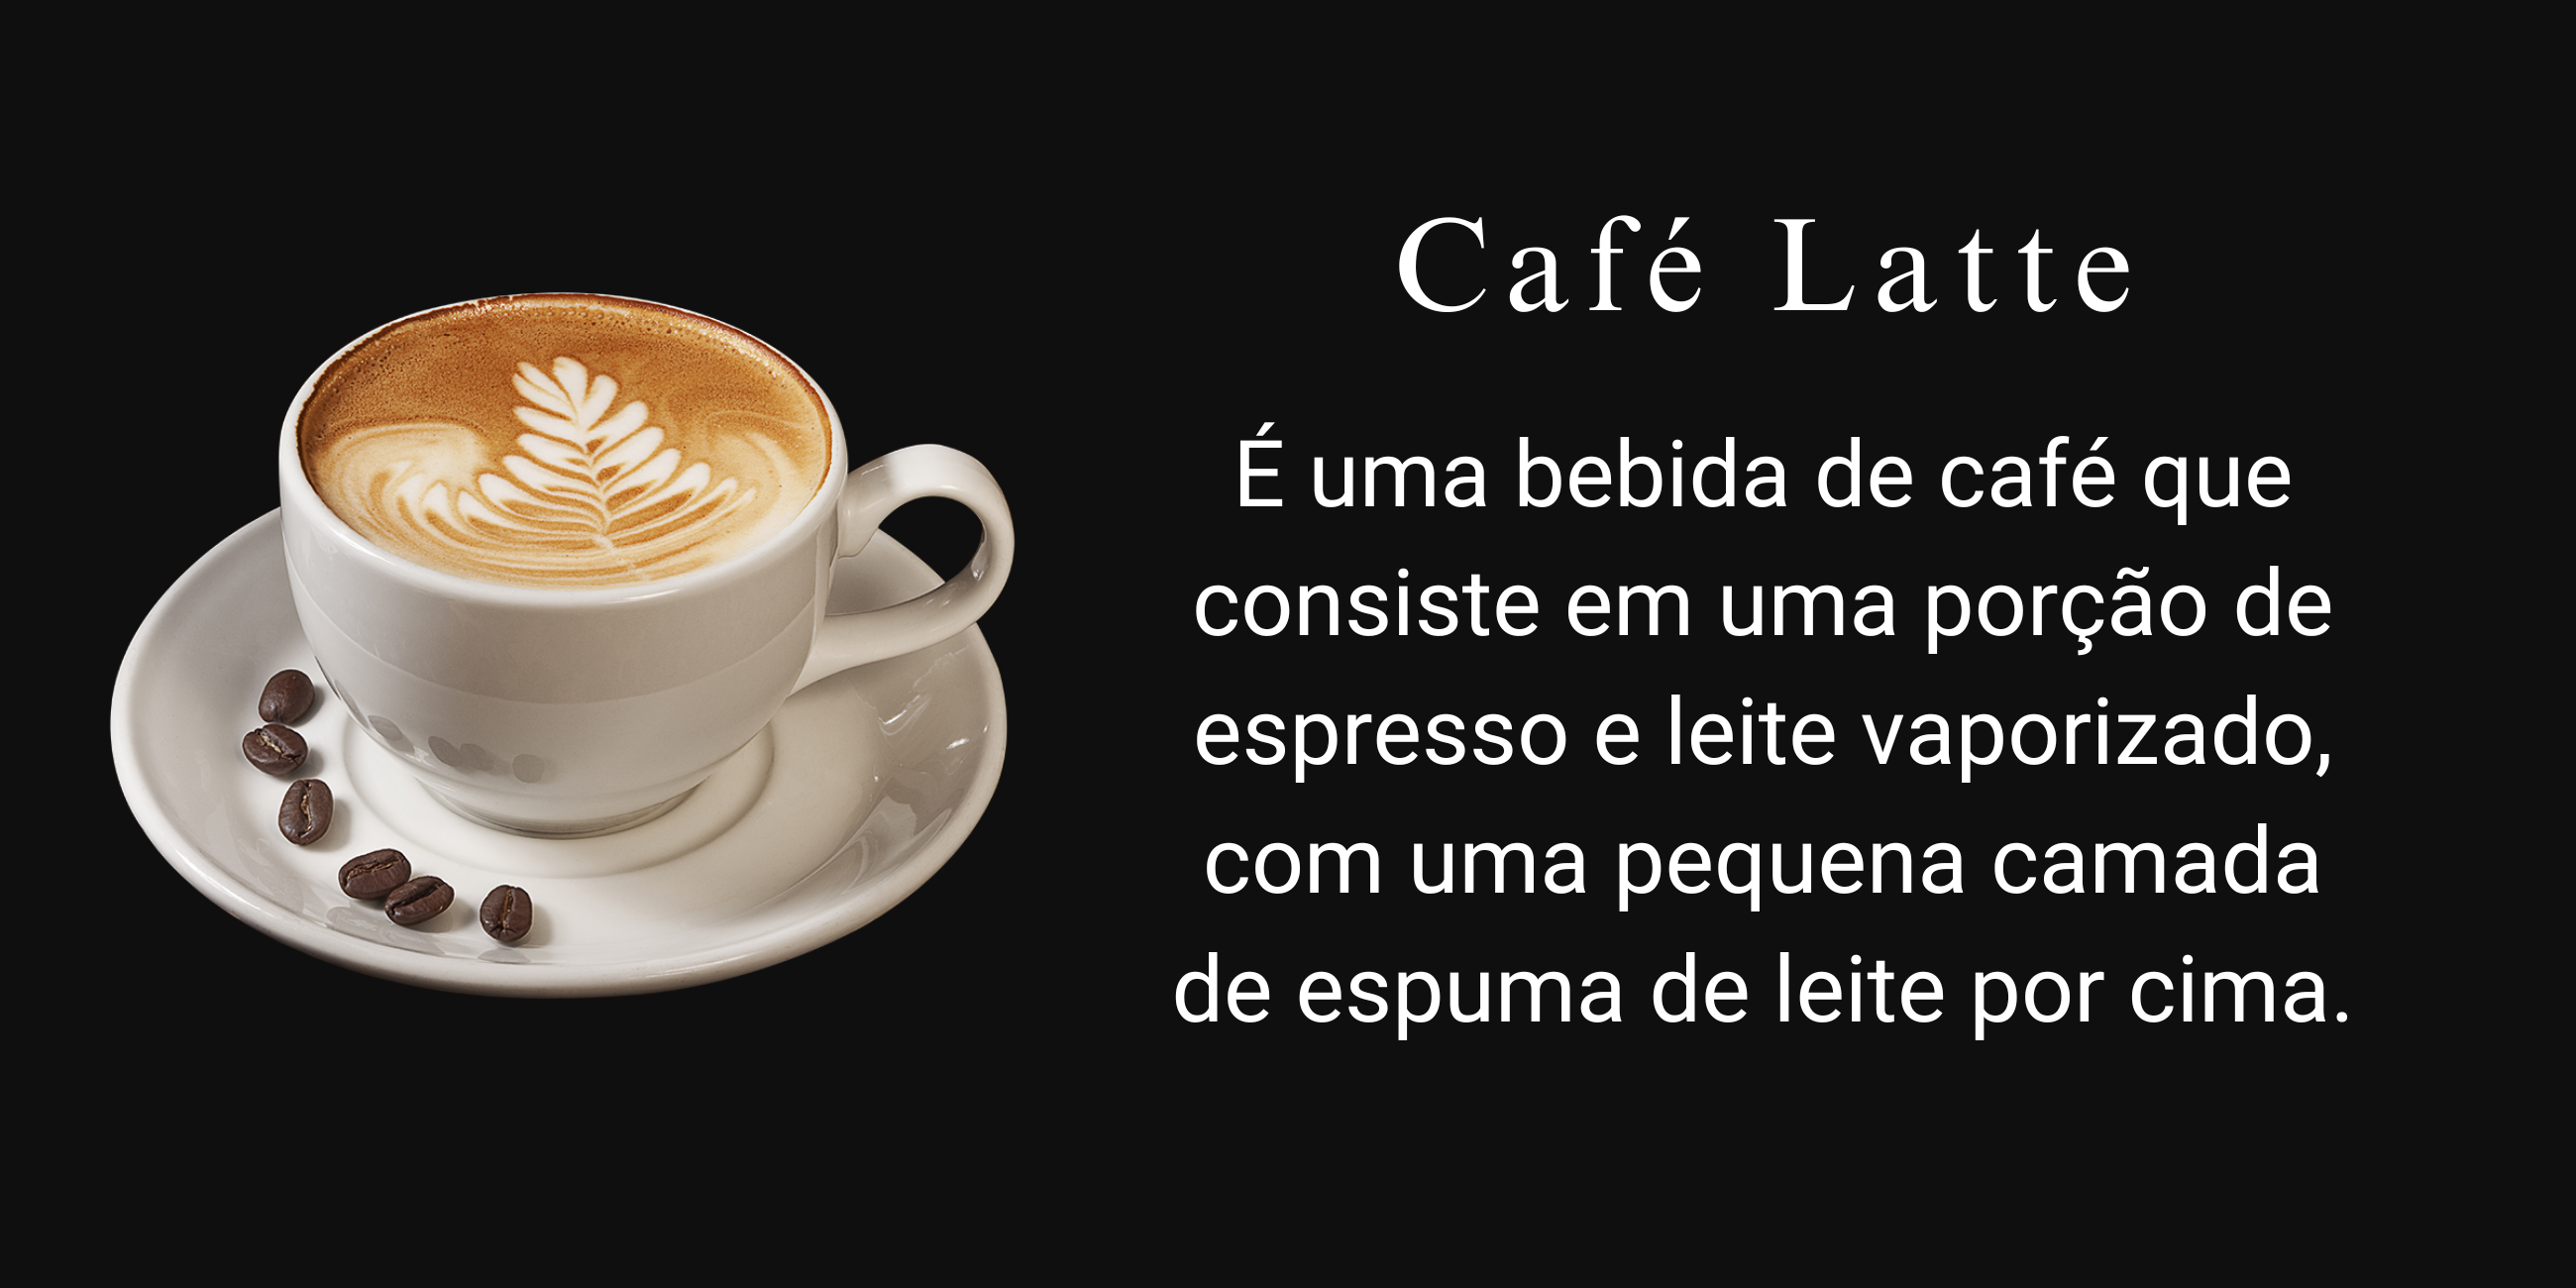 Café Latte
É uma bebida de café que
consiste em uma porção de
espresso e leite vaporizado,
com uma pequena camada
de espuma de leite por cima.